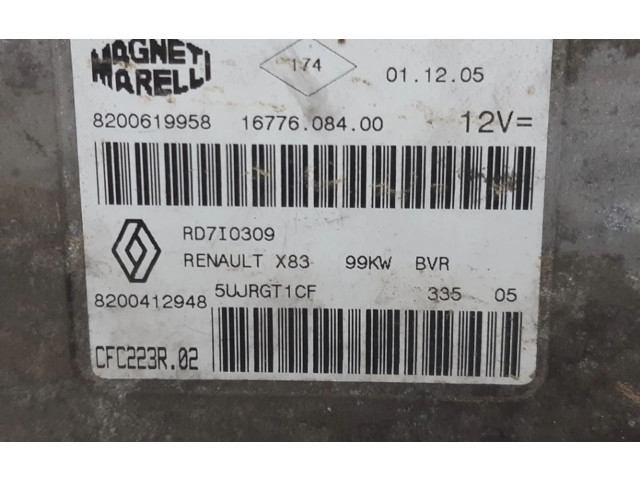 MAGNETI
MARELLI
174
01.12.05
8200619958 16776.084.00 12V=
RD7I0309
RENAULT X83 99KW BVR
5UJRGT1CF 335 05
8200412948
CFC223R.02